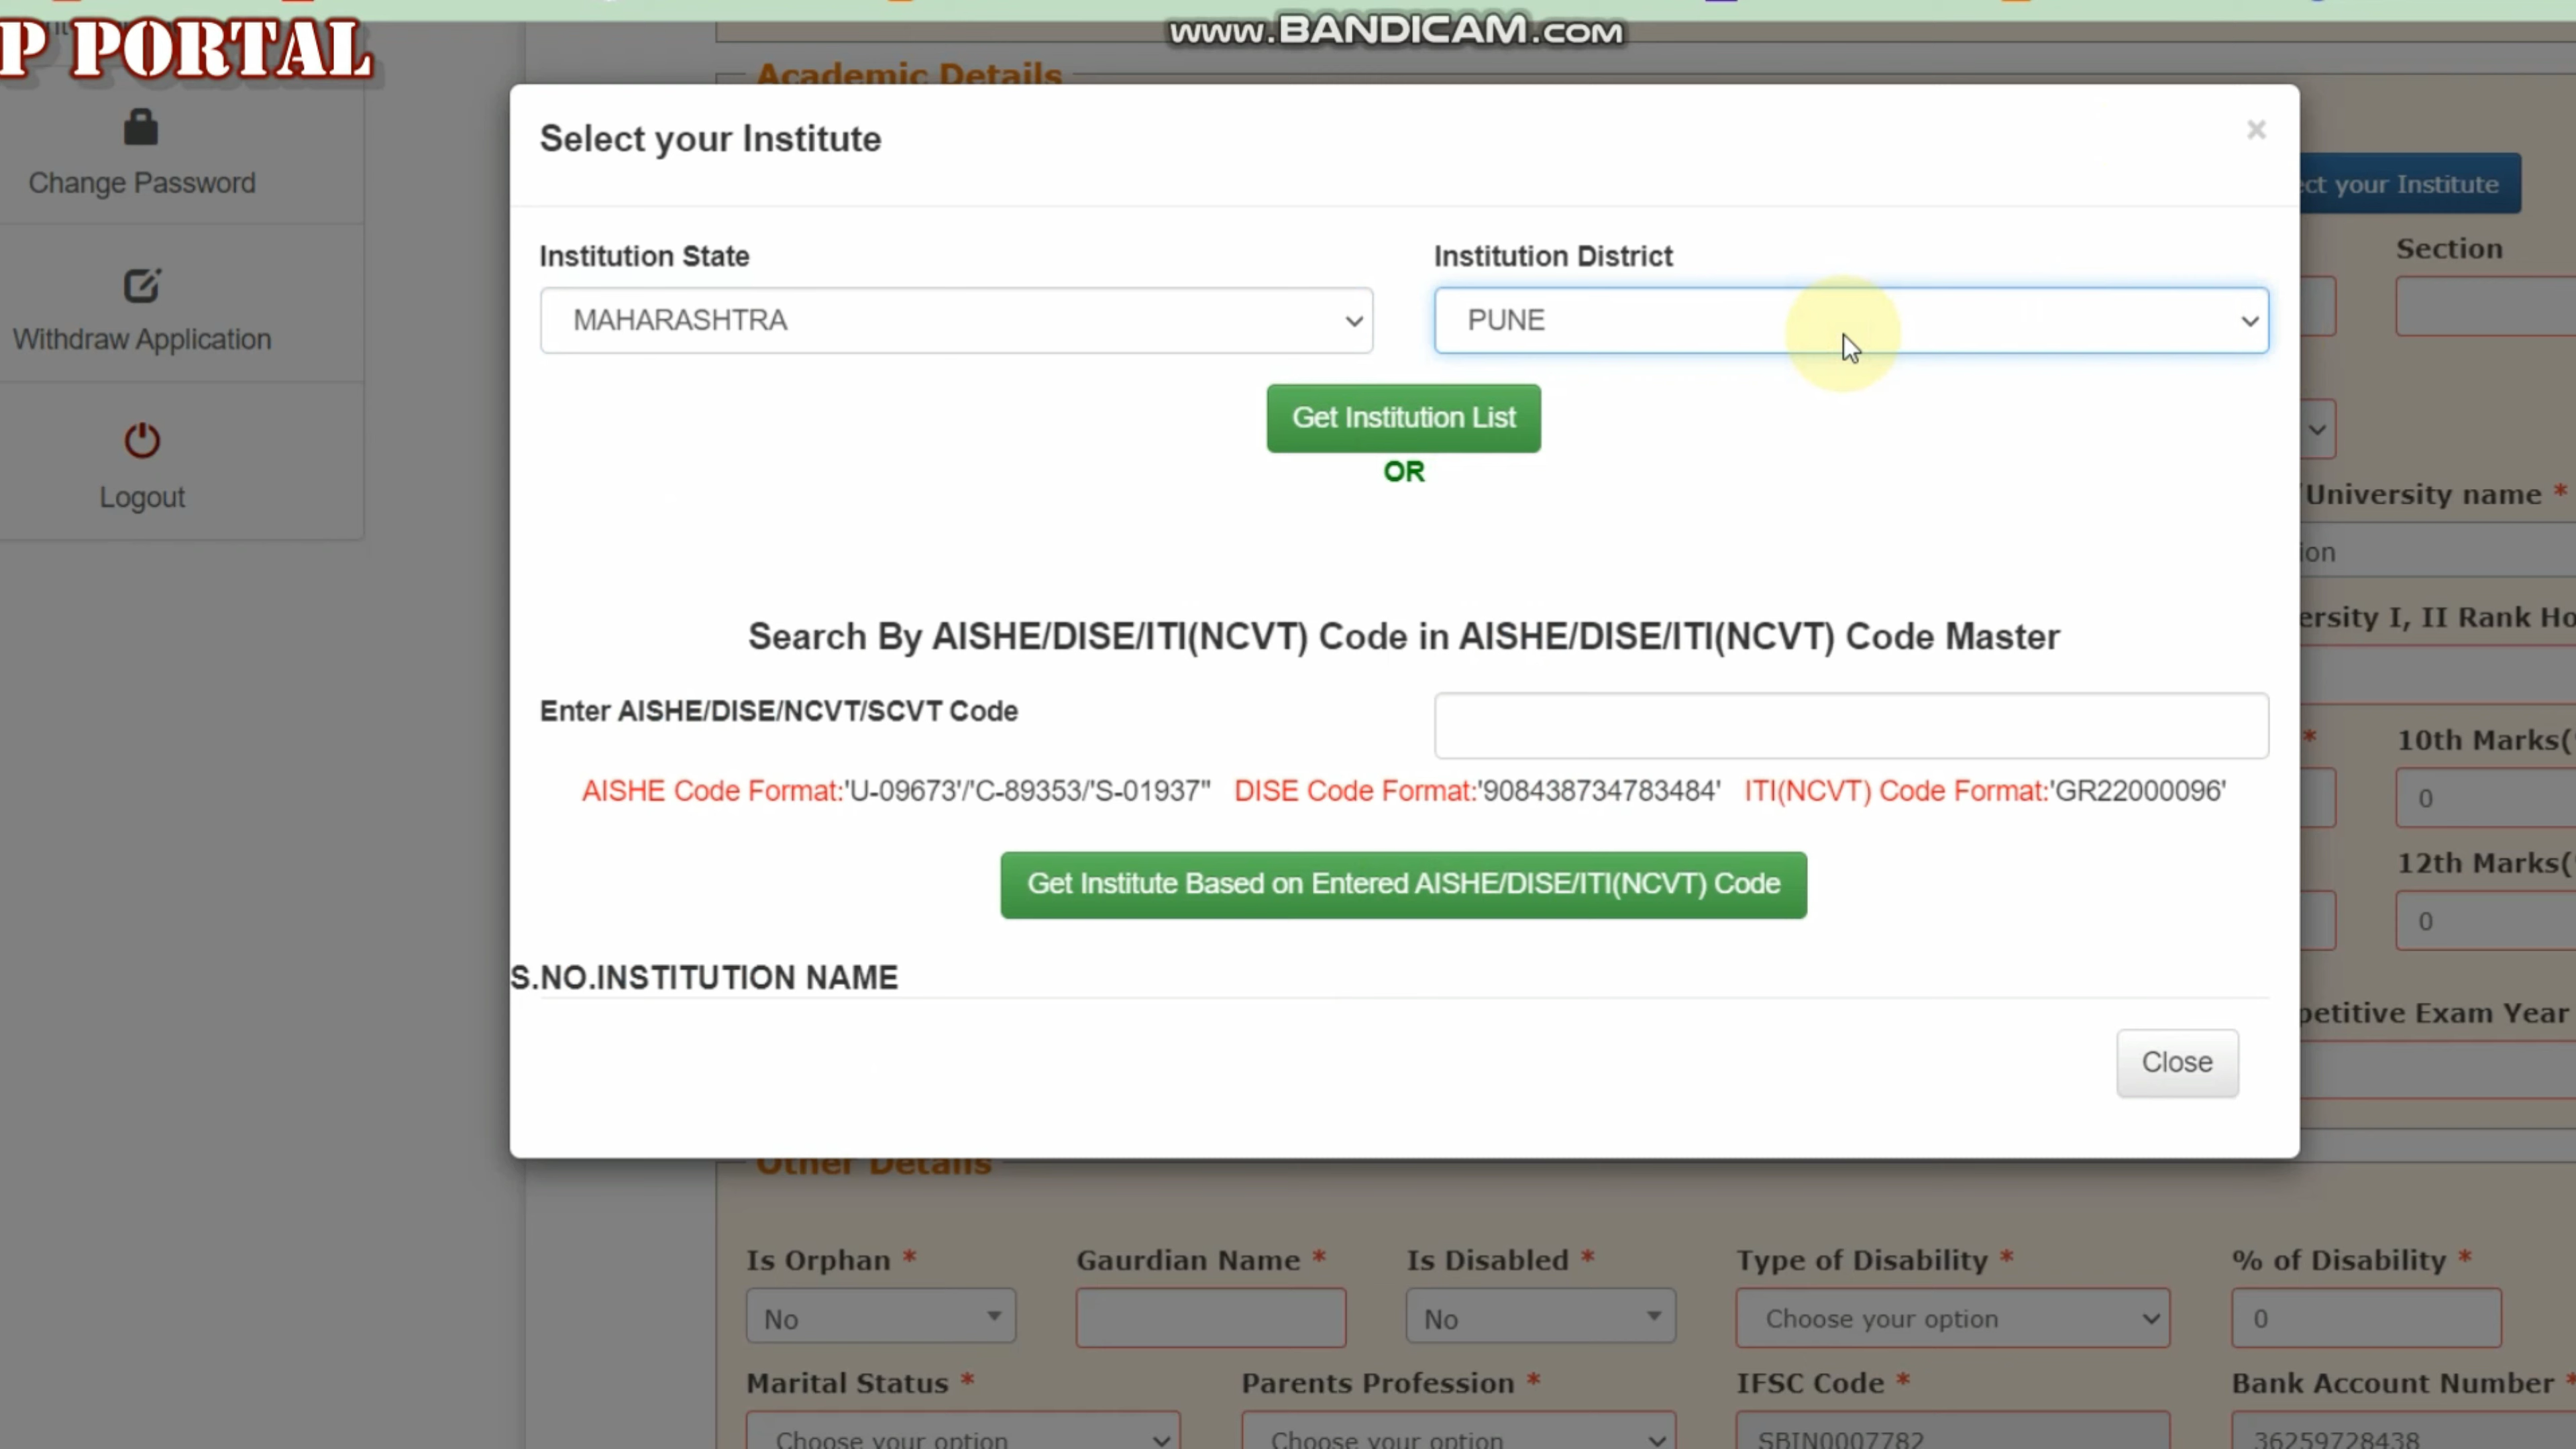 P PORTAL
www.BANDICAM.com
Academic Details
Change Password
Withdraw Application
Logout
Select your Institute
×
ect your Institute
Institution State
Institution District
Section
MAHARASHTRA
PUNE
Get Institution List
OR
University name *
ion
ersity I, II Rank Ho
Search By AISHE/DISE/ITI(NCVT) Code in AISHE/DISE/ITI(NCVT) Code Master
Enter AISHE/DISE/NCVT/SCVT Code
* 10th Marks(
0
AISHE Code Format:'U-09673'/'C-89353/'S-01937" DISE Code Format:'908438734783484' ITI(NCVT) Code Format:'GR22000096'
12th Marks(
0
Get Institute Based on Entered AISHE/DISE/ITI(NCVT) Code
S.NO.INSTITUTION NAME
petitive Exam Year
Close
Other Details
Is Orphan * Gaurdian Name * Is Disabled * Type of Disability * % of Disability *
No No Choose your option 0
Marital Status * Parents Profession * IFSC Code * Bank Account Number *
Choose your option Choose your option SBIN0007782 36259728438